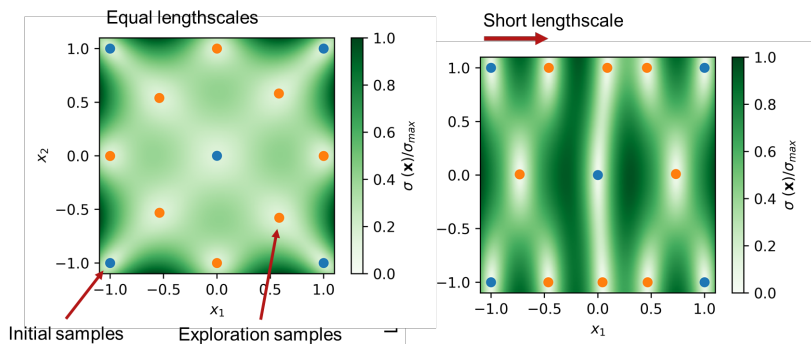 Equal lengthscales
1.0
0.5
0.0
−0.5
−1.0
x₂
−1.0 −0.5 0.0 0.5 1.0
x₁
1.0
0.8
0.6
0.4
0.2
0.0
σ (𝐱)/σₘₐₓ
Initial samples
Exploration samples
Short lengthscale
1.0
0.5
0.0
−0.5
−1.0
−1.0 −0.5 0.0 0.5 1.0
x₁
1.0
0.8
0.6
0.4
0.2
0.0
σ (𝐱)/σₘₐₓ